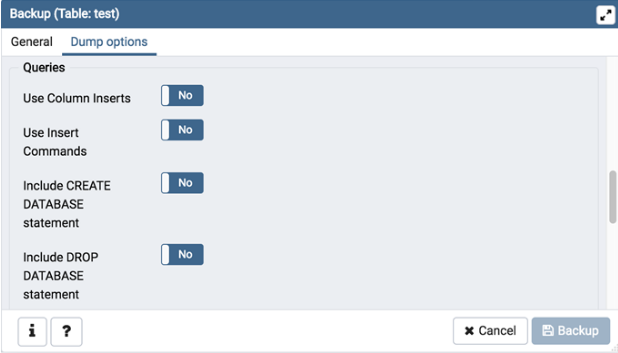 Backup (Table: test)
General Dump options
Queries
Use Column Inserts No
Use Insert No
Commands
Include CREATE No
DATABASE
statement
Include DROP No
DATABASE
statement
i ? Cancel Backup